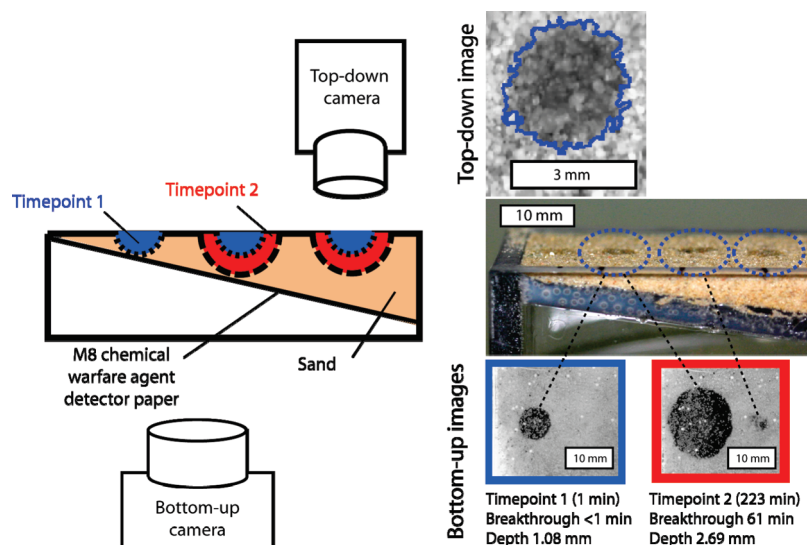 Top-down
camera
Timepoint 1
Timepoint 2
M8 chemical
warfare agent
detector paper
Sand
Bottom-up
camera
Top-down image
3 mm
10 mm
Bottom-up images
10 mm
10 mm
Timepoint 1 (1 min)
Breakthrough <1 min
Depth 1.08 mm
Timepoint 2 (223 min)
Breakthrough 61 min
Depth 2.69 mm